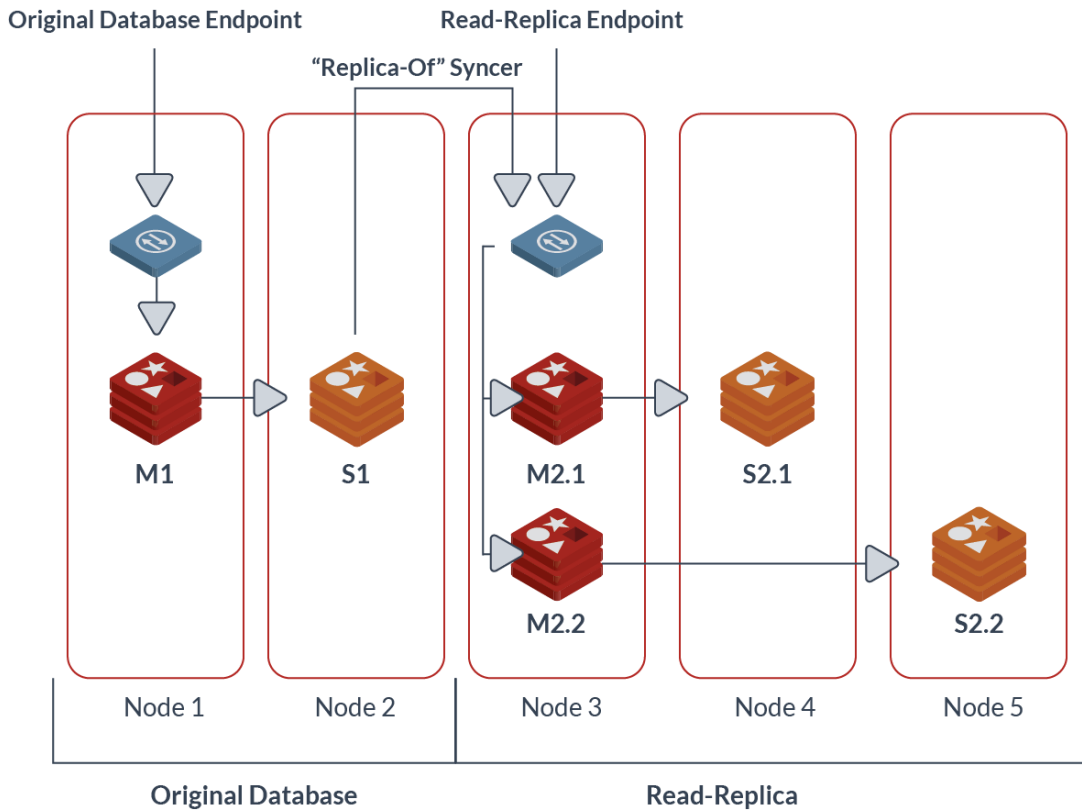 Original Database Endpoint
Read-Replica Endpoint
“Replica-Of” Syncer
M1
S1
M2.1
S2.1
M2.2
S2.2
Node 1
Node 2
Node 3
Node 4
Node 5
Original Database
Read-Replica